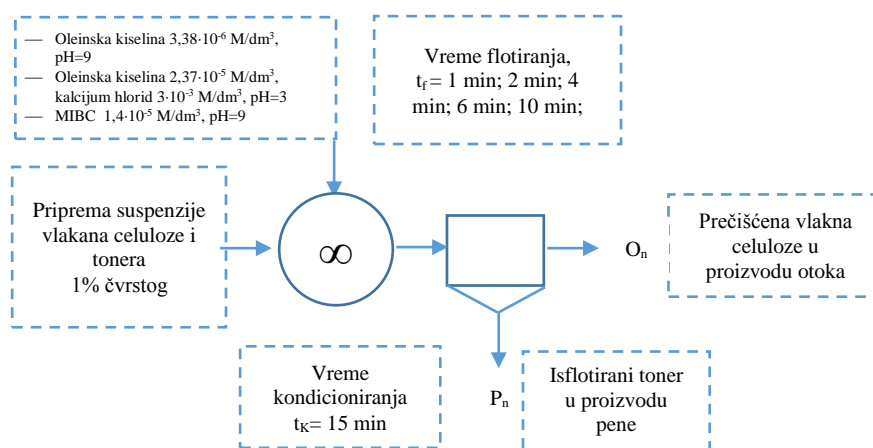 — Oleinska kiselina 3,38·10⁻⁶ M/dm³,
pH=9
— Oleinska kiselina 2,37·10⁻⁵ M/dm³,
kalcijum hlorid 3·10⁻³ M/dm³, pH=3
— MIBC 1,4·10⁻⁵ M/dm³, pH=9
Vreme flotiranja,
t_f = 1 min; 2 min; 4
min; 6 min; 10 min;
Priprema suspenzije
vlakana celuloze i
tonera
1% čvrstog
∞
Oₙ
Prečišćena vlakna
celuloze u
proizvodu otoka
Vreme
kondicioniranja
t_K= 15 min
Pₙ
Isflotirani toner
u proizvodu
pene